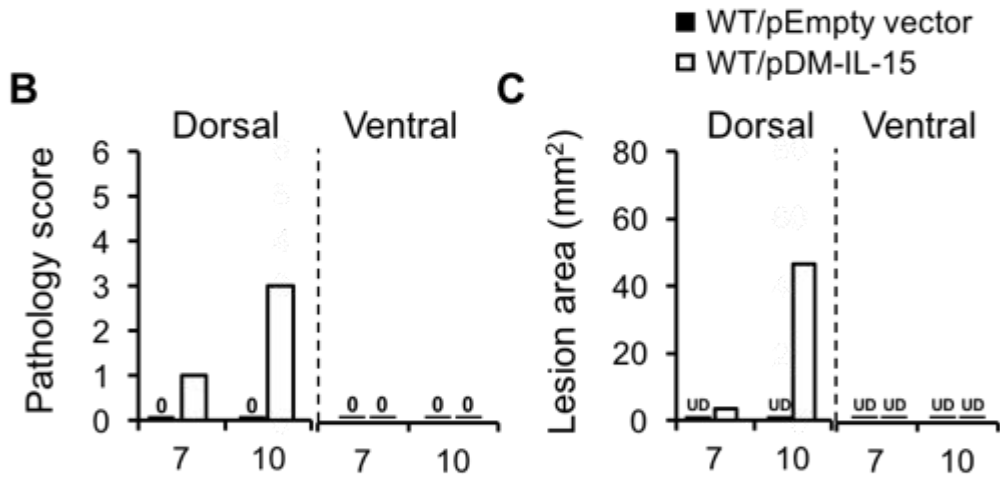 WT/pEmpty vector
WT/pDM-IL-15
B
Dorsal
Ventral
Pathology score
6
5
4
3
2
1
0
0
0
0
0
0
0
7
10
7
10
C
Dorsal
Ventral
Lesion area (mm²)
80
60
40
20
0
UD
UD
UD
UD
UD
UD
7
10
7
10